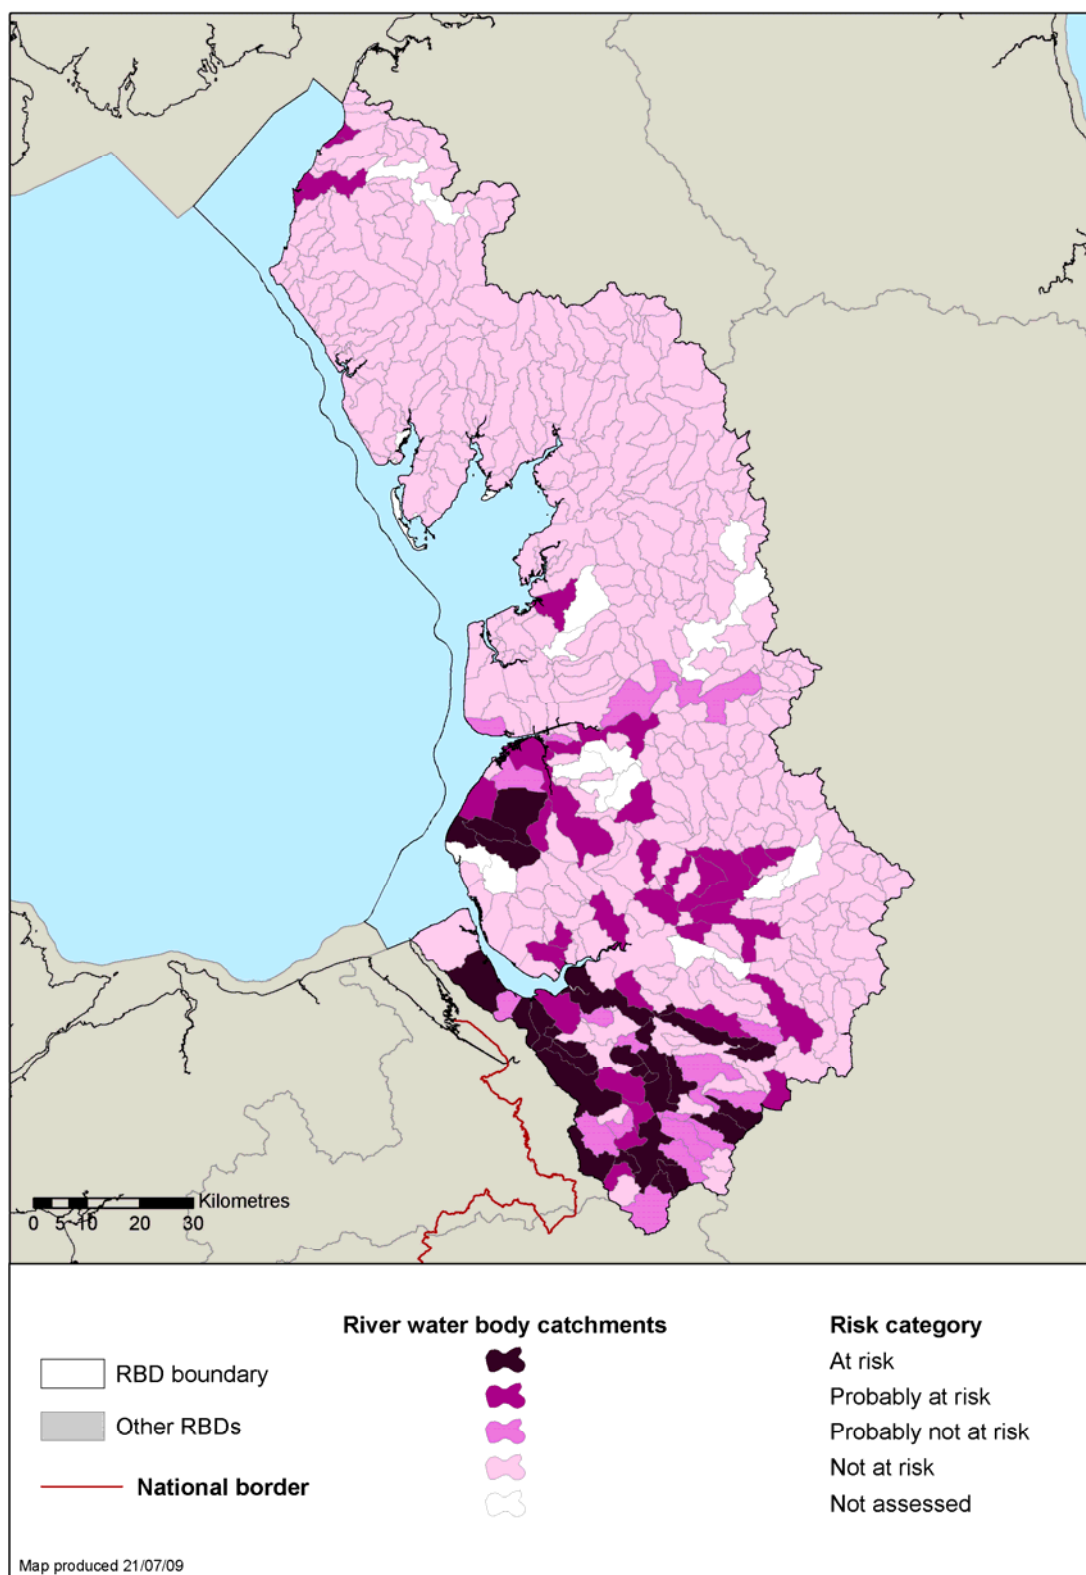 Kilometres
0 5 10 20 30
River water body catchments
Risk category
RBD boundary
At risk
Other RBDs
Probably at risk
Probably not at risk
National border
Not at risk
Not assessed
Map produced 21/07/09